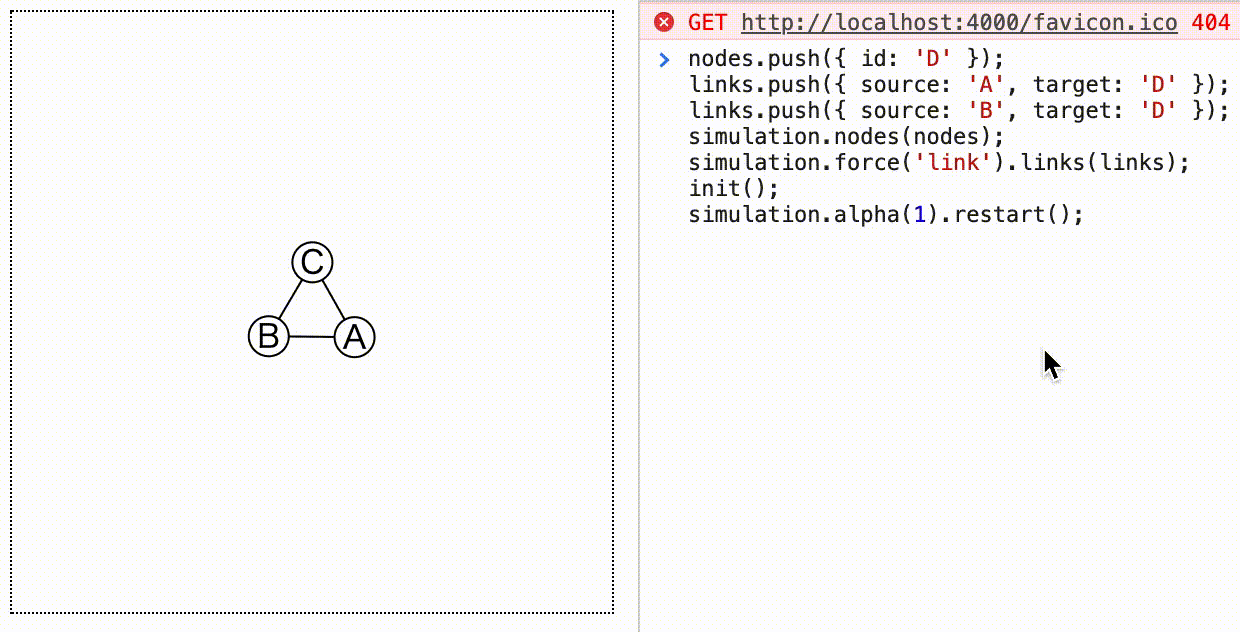 C
B
A
GET http://localhost:4000/favicon.ico 404
nodes.push({ id: 'D' });
links.push({ source: 'A', target: 'D' });
links.push({ source: 'B', target: 'D' });
simulation.nodes(nodes);
simulation.force('link').links(links);
init();
simulation.alpha(1).restart();